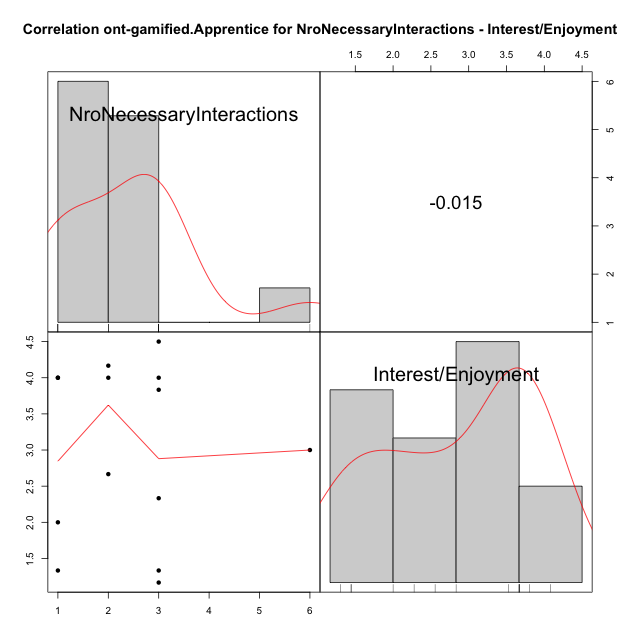 Correlation ont-gamified.Apprentice for NroNecessaryInteractions - Interest/Enjoyment
1.5 2.0 2.5 3.0 3.5 4.0 4.5
NroNecessaryInteractions
-0.015
6
5
4
3
2
1
4.5
4.0
3.5
3.0
2.5
2.0
1.5
Interest/Enjoyment
1 2 3 4 5 6